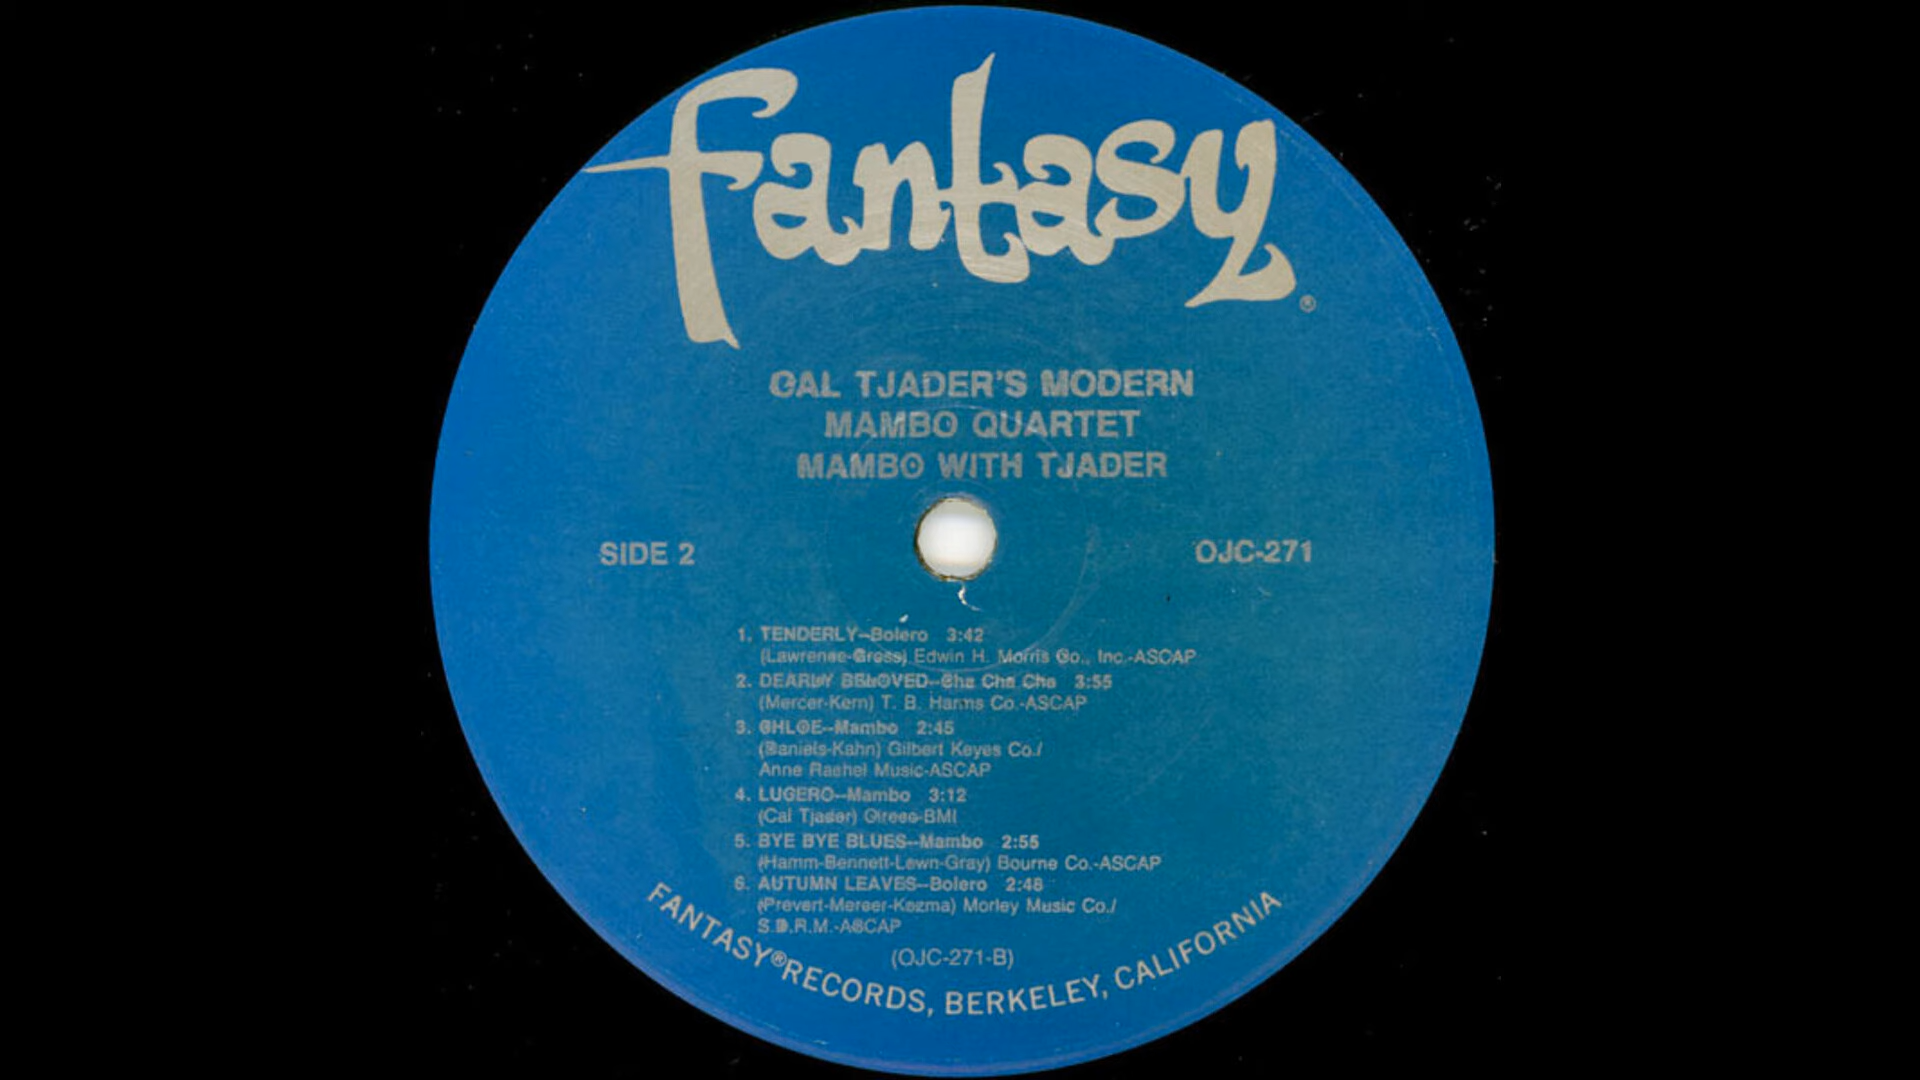 fantasy®
CAL TJADER'S MODERN
MAMBO QUARTET
MAMBO WITH TJADER
SIDE 2
OJC-271
1. TENDERLY--Bolero 3:42
(Lawrence-Gross) Edwin H. Morris Co., Inc.-ASCAP
2. DEARLY BELOVED--Cha Cha Cha 3:55
(Mercer-Kern) T. B. Harms Co.-ASCAP
3. CHLOE--Mambo 2:45
(Daniels-Kahn) Gilbert Keyes Co./
Anne Rachel Music-ASCAP
4. LUCERO--Mambo 3:12
(Cal Tjader) Cireco-BMI
5. BYE BYE BLUES--Mambo 2:55
(Hamm-Bennett-Lown-Gray) Bourne Co.-ASCAP
6. AUTUMN LEAVES--Bolero 2:48
(Prevert-Mercer-Kozma) Morley Music Co./
S.D.R.M.-ASCAP
(OJC-271-B)
FANTASY® RECORDS, BERKELEY, CALIFORNIA